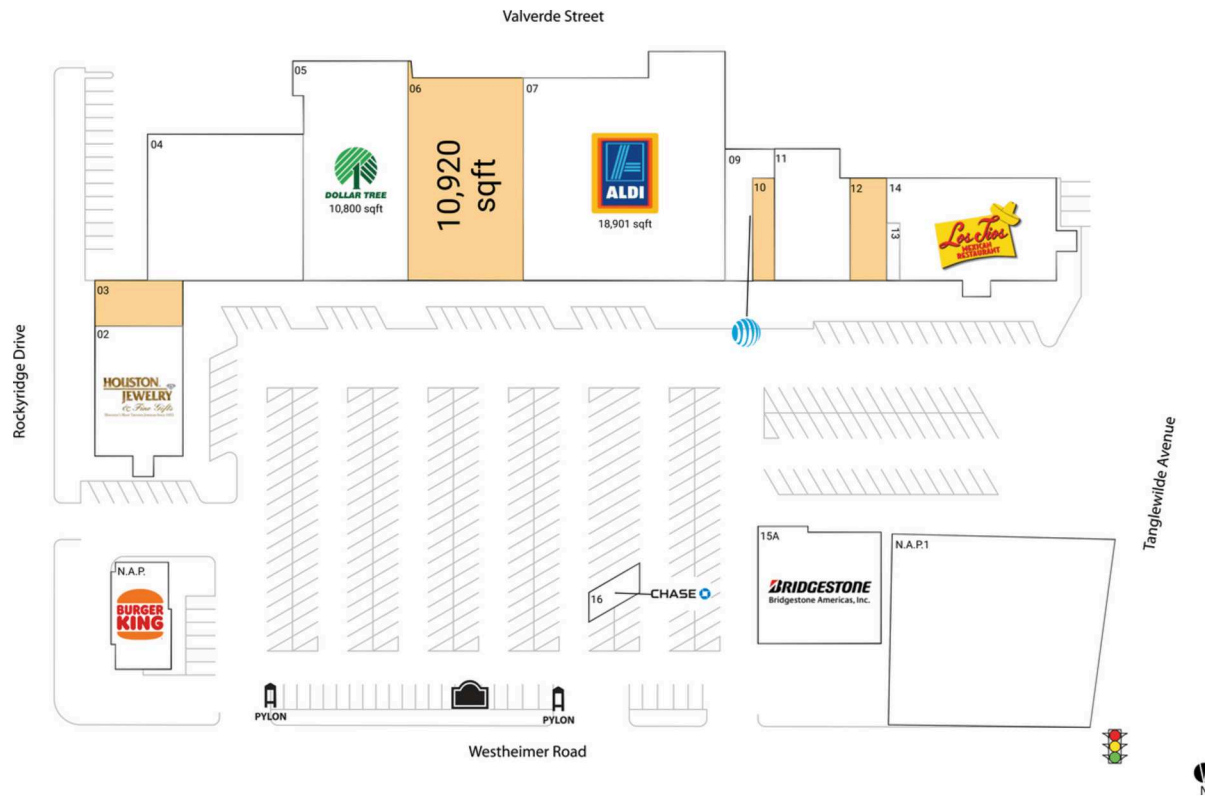 Valverde Street
05
06
07
04
DOLLAR TREE
10,800 sqft
10,920
sqft
ALDI
18,901 sqft
09
11
10
12
14
13
Los Tios
MEXICAN
RESTAURANT
03
02
HOUSTON
JEWELRY
& Fine Gifts
Rockyridge Drive
Tanglewilde Avenue
N.A.P.
BURGER
KING
16
CHASE
15A
BRIDGESTONE
Bridgestone Americas, Inc.
N.A.P.1
PYLON
PYLON
Westheimer Road
N